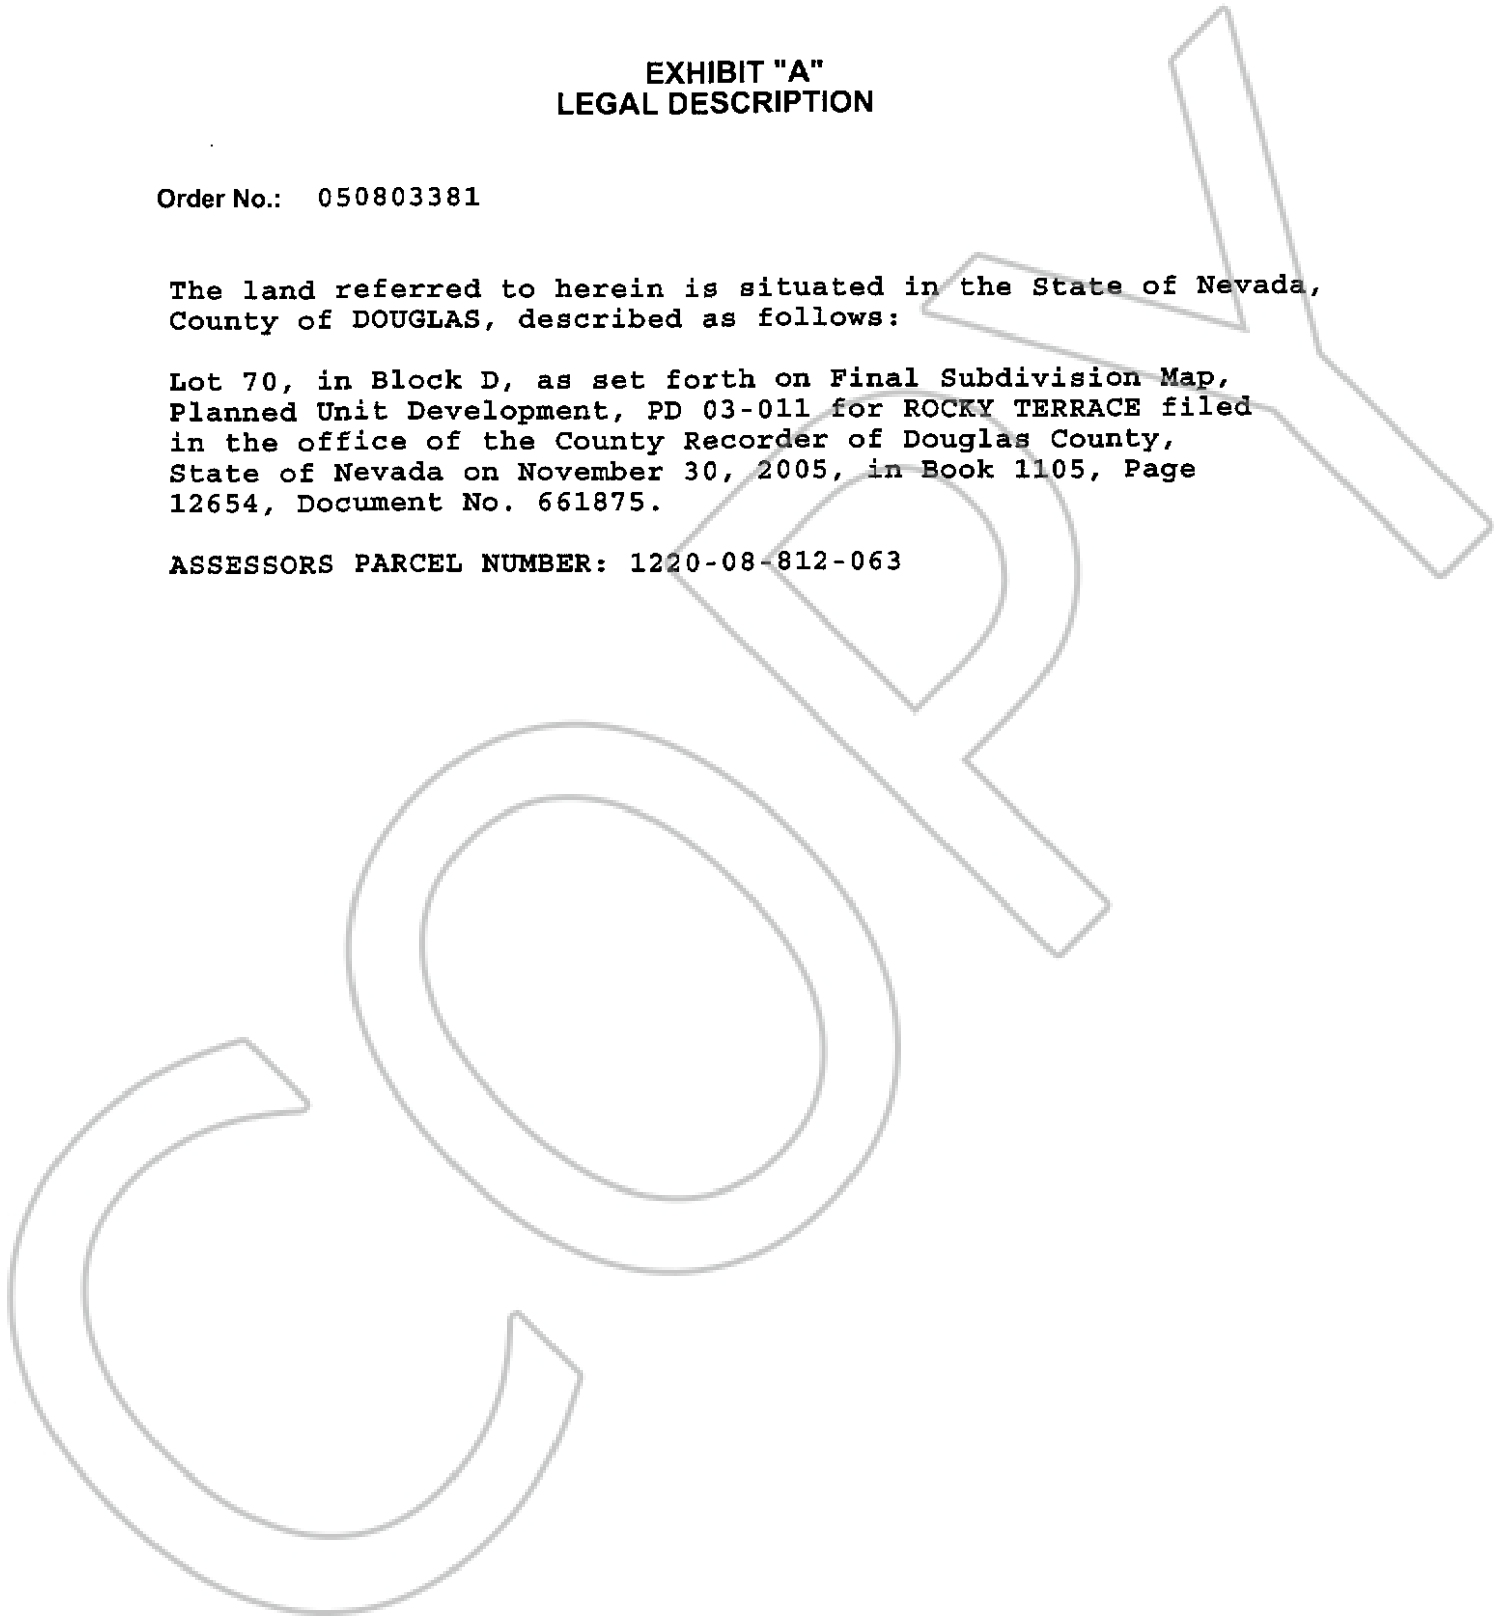 EXHIBIT "A"
LEGAL DESCRIPTION
Order No.: 050803381
The land referred to herein is situated in the State of Nevada,
County of DOUGLAS, described as follows:
Lot 70, in Block D, as set forth on Final Subdivision Map,
Planned Unit Development, PD 03-011 for ROCKY TERRACE filed
in the office of the County Recorder of Douglas County,
State of Nevada on November 30, 2005, in Book 1105, Page
12654, Document No. 661875.
ASSESSORS PARCEL NUMBER: 1220-08-812-063
COPY